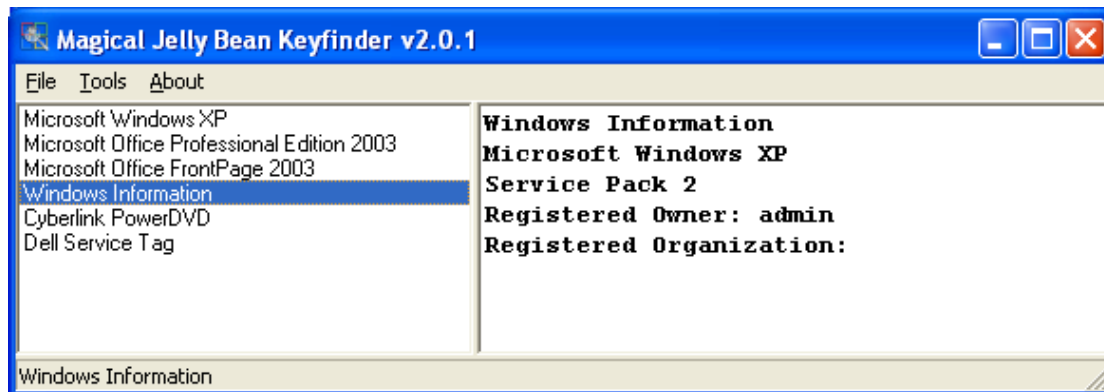 Magical Jelly Bean Keyfinder v2.0.1
File Tools About
Microsoft Windows XP
Microsoft Office Professional Edition 2003
Microsoft Office FrontPage 2003
Windows Information
Cyberlink PowerDVD
Dell Service Tag
Windows Information
Microsoft Windows XP
Service Pack 2
Registered Owner: admin
Registered Organization:
Windows Information